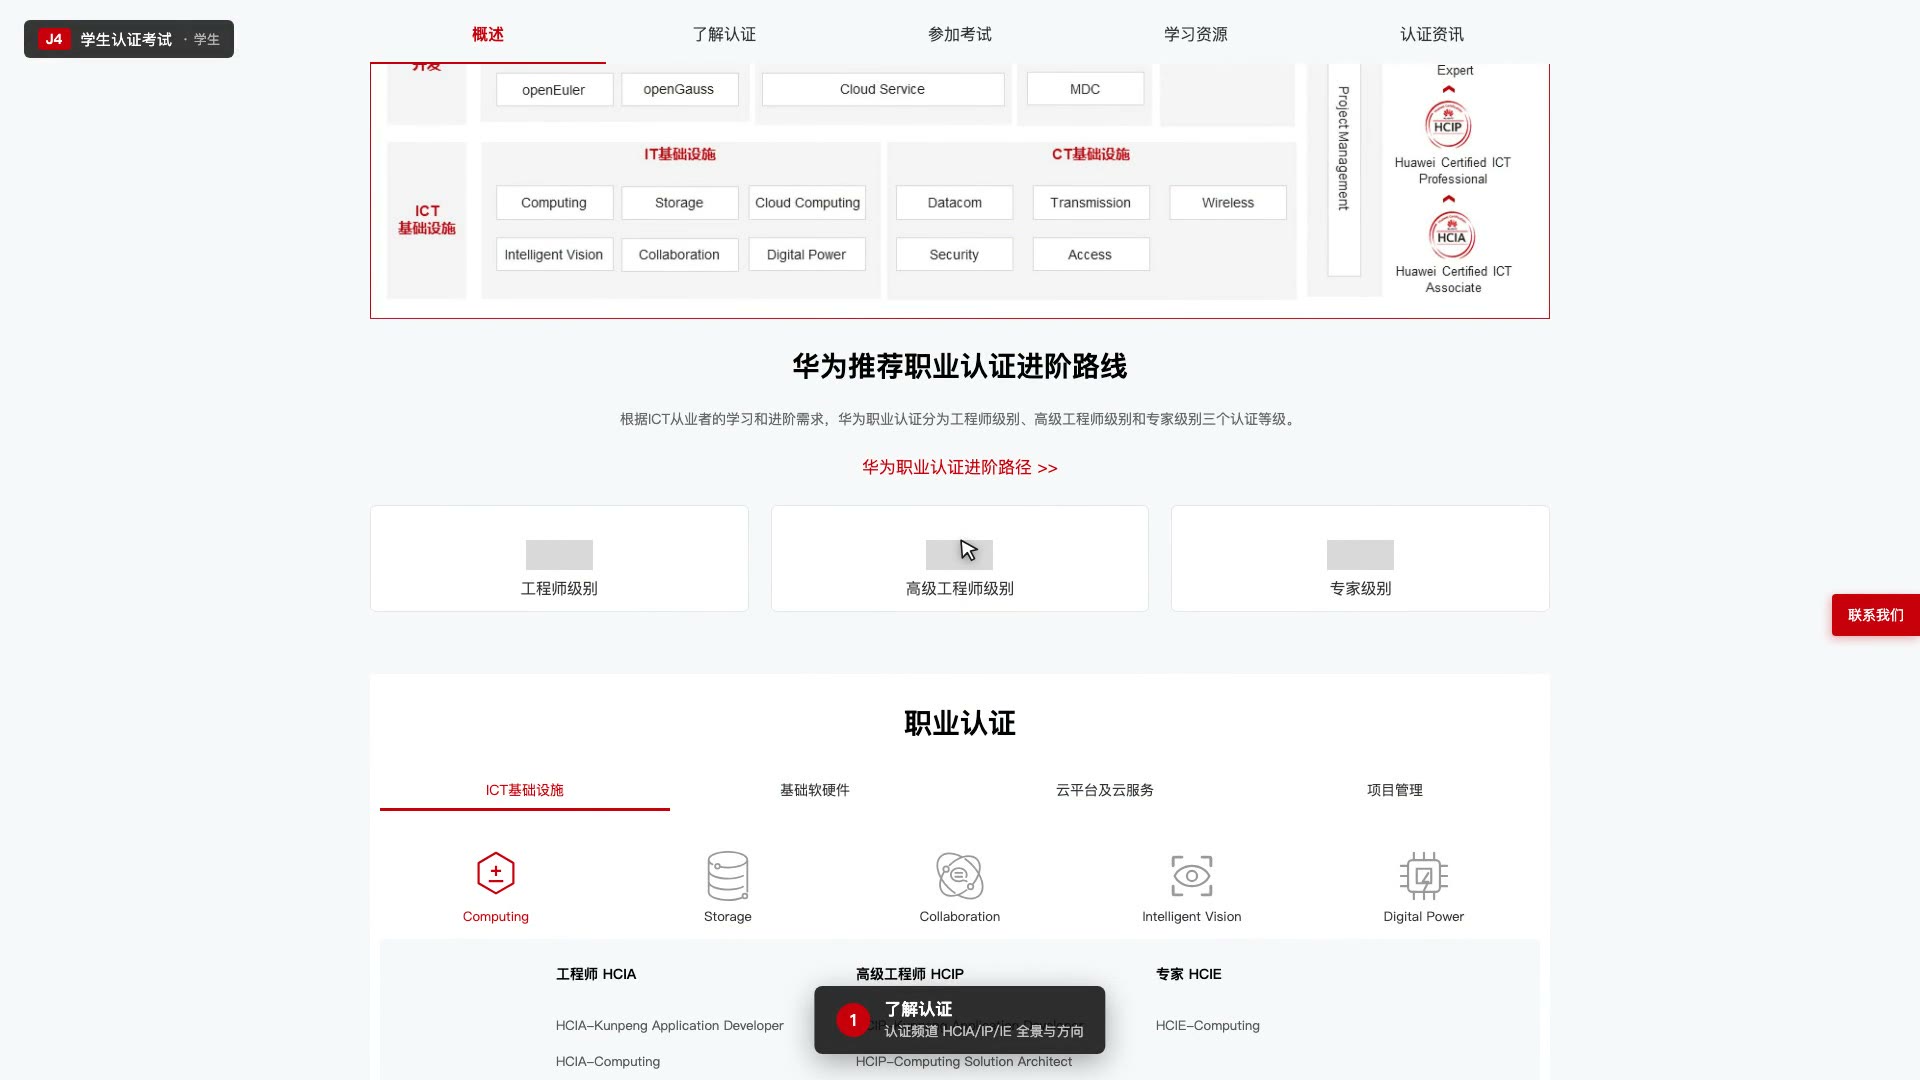 J4 学生认证考试 · 学生
概述 了解认证 参加考试 学习资源 认证资讯
开发
openEuler openGauss Cloud Service MDC
Expert
Project Management
HCIP
Huawei Certified ICT
Professional
IT基础设施 CT基础设施
ICT
基础设施
Computing Storage Cloud Computing Datacom Transmission Wireless
Intelligent Vision Collaboration Digital Power Security Access
HCIA
Huawei Certified ICT
Associate
华为推荐职业认证进阶路线
根据ICT从业者的学习和进阶需求，华为职业认证分为工程师级别、高级工程师级别和专家级别三个认证等级。
华为职业认证进阶路径 >>
工程师级别 高级工程师级别 专家级别
联系我们
职业认证
ICT基础设施 基础软硬件 云平台及云服务 项目管理
Computing Storage Collaboration Intelligent Vision Digital Power
工程师 HCIA 高级工程师 HCIP 专家 HCIE
HCIA-Kunpeng Application Developer HCIE-Computing
HCIA-Computing HCIP-Computing Solution Architect
1 了解认证
认证频道 HCIA/IP/IE 全景与方向